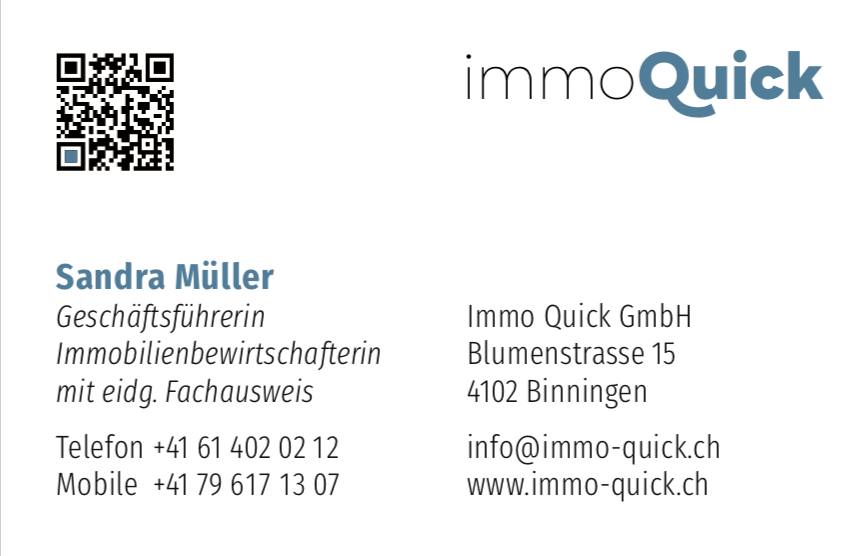 immoQuick
Sandra Müller
Geschäftsführerin
Immobilienbewirtschafterin
mit eidg. Fachausweis
Telefon +41 61 402 02 12
Mobile +41 79 617 13 07
Immo Quick GmbH
Blumenstrasse 15
4102 Binningen
info@immo-quick.ch
www.immo-quick.ch